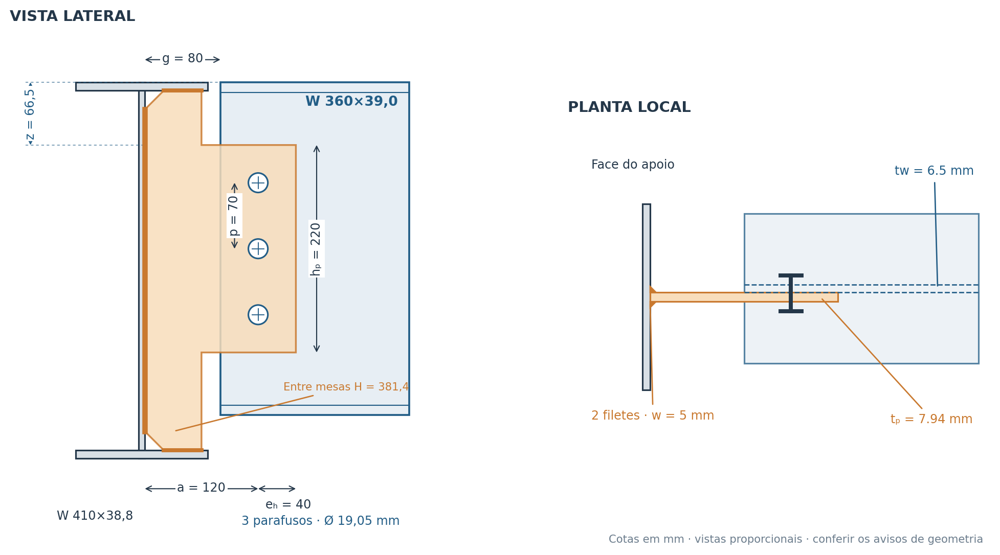 VISTA LATERAL
g = 80
z = 66,5
W 360×39,0
p = 70
hₚ = 220
Entre mesas H = 381,4
a = 120
eₕ = 40
W 410×38,8
3 parafusos · Ø 19,05 mm
PLANTA LOCAL
Face do apoio
tw = 6.5 mm
2 filetes · w = 5 mm
tₚ = 7.94 mm
Cotas em mm · vistas proporcionais · conferir os avisos de geometria